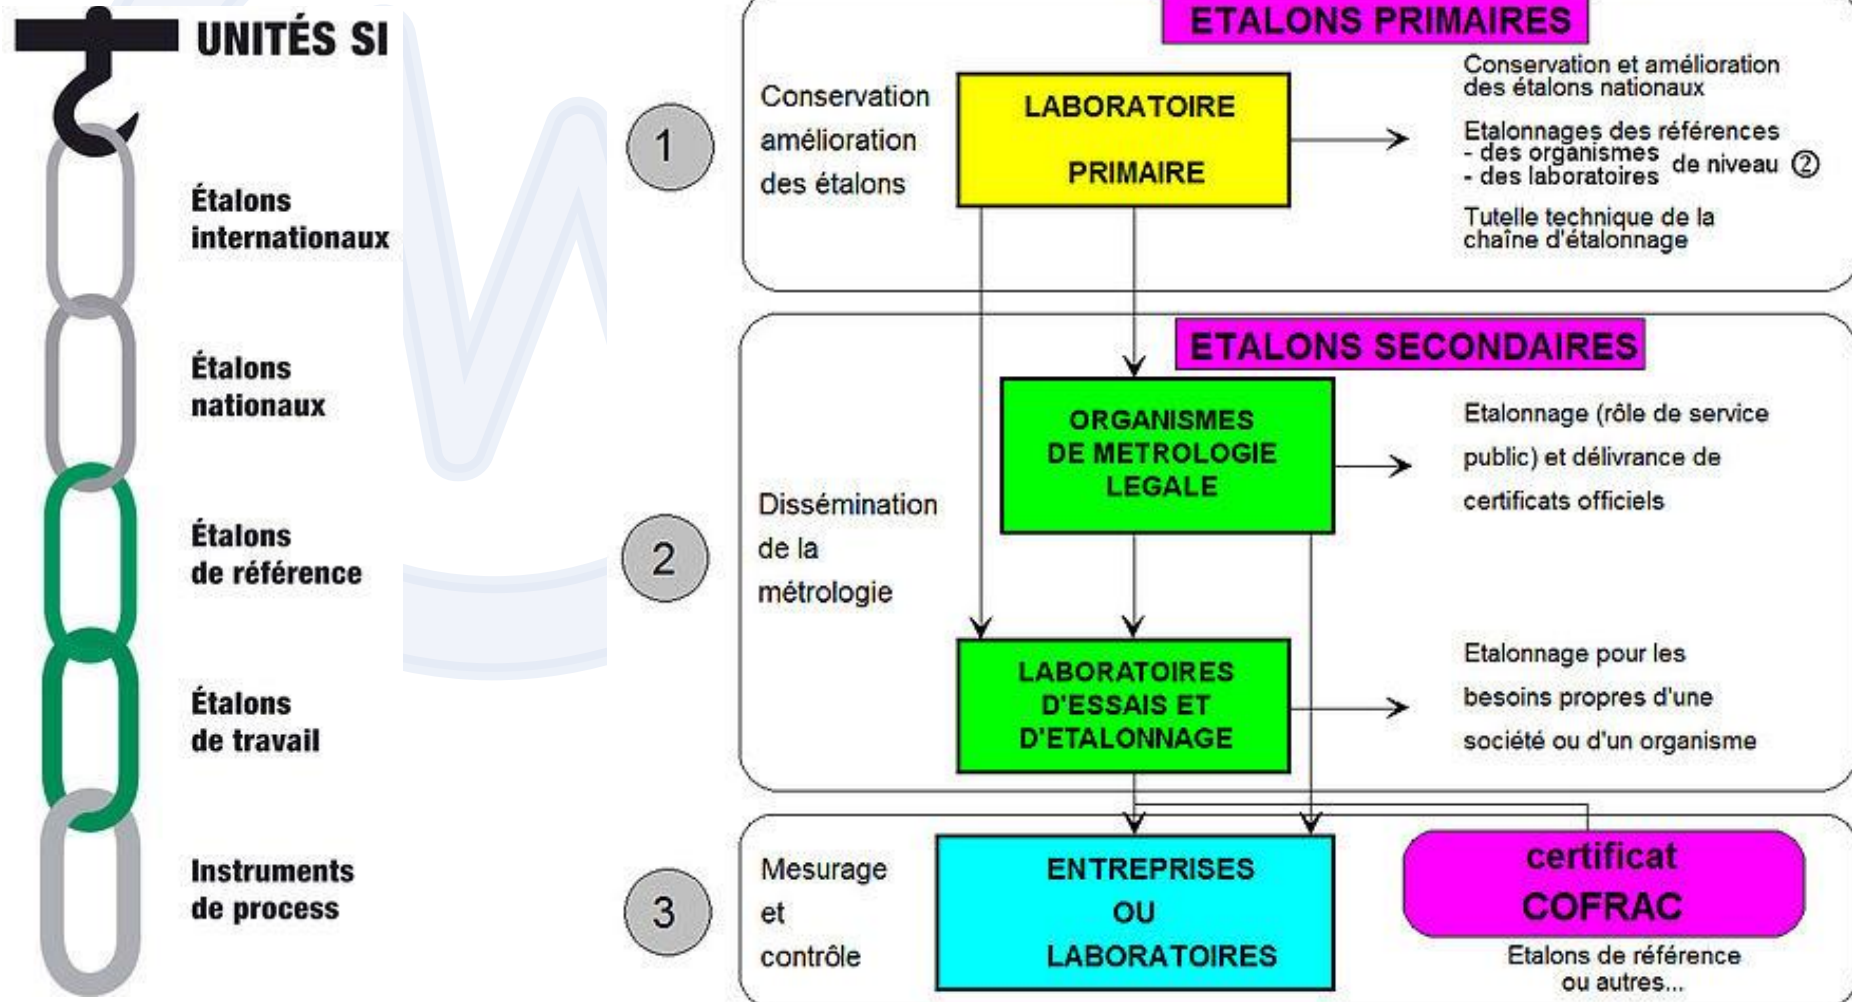 UNITÉS SI
Étalons
internationaux
Étalons
nationaux
Étalons
de référence
Étalons
de travail
Instruments
de process
ETALONS PRIMAIRES
1
Conservation
amélioration
des étalons
LABORATOIRE
PRIMAIRE
Conservation et amélioration
des étalons nationaux
Etalonnages des références
- des organismes
- des laboratoires
de niveau ②
Tutelle technique de la
chaîne d'étalonnage
ETALONS SECONDAIRES
2
Dissémination
de la
métrologie
ORGANISMES
DE METROLOGIE
LEGALE
Etalonnage (rôle de service
public) et délivrance de
certificats officiels
LABORATOIRES
D'ESSAIS ET
D'ETALONNAGE
Etalonnage pour les
besoins propres d'une
société ou d'un organisme
3
Mesurage
et
contrôle
ENTREPRISES
OU
LABORATOIRES
certificat
COFRAC
Etalons de référence
ou autres...